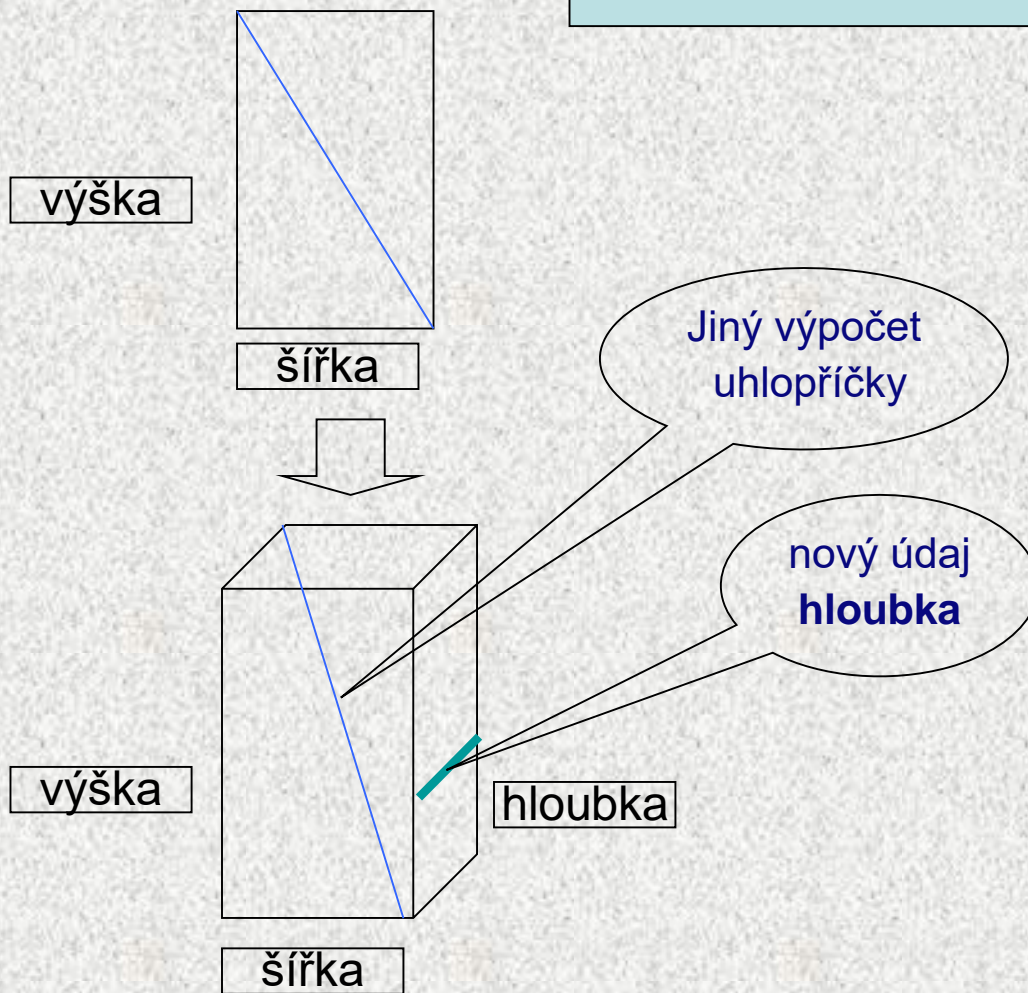 výška
šířka
Jiný výpočet
uhlopříčky
nový údaj
hloubka
výška
hloubka
šířka